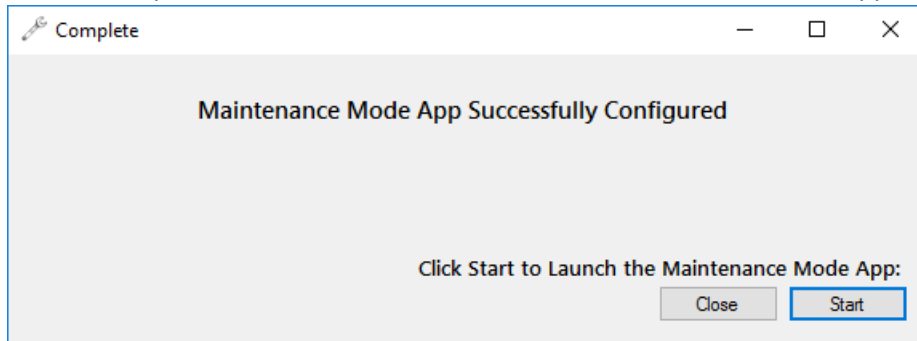 Complete
Maintenance Mode App Successfully Configured
Click Start to Launch the Maintenance Mode App:
Close Start